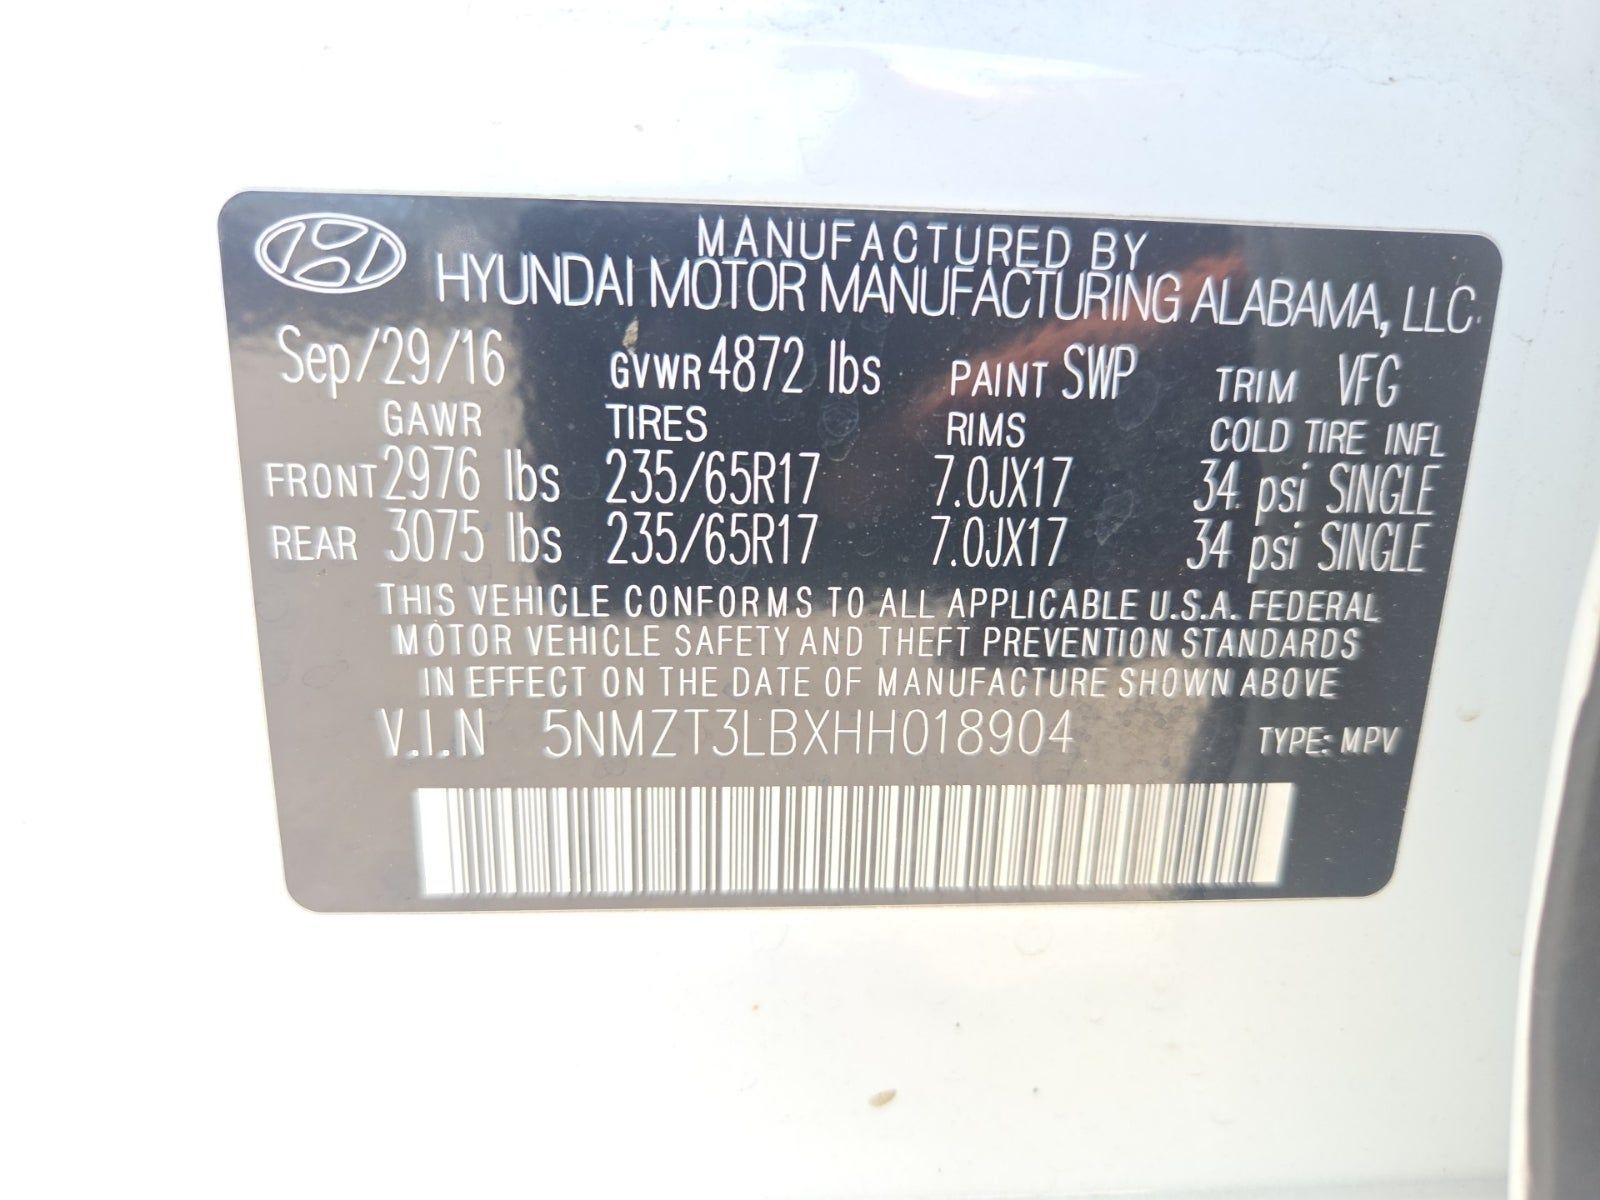 MANUFACTURED BY
HYUNDAI MOTOR MANUFACTURING ALABAMA, LLC.
Sep/29/16 GVWR 4872 lbs PAINT SWP TRIM VFG
GAWR TIRES RIMS COLD TIRE INFL
FRONT 2976 lbs 235/65R17 7.0JX17 34 psi SINGLE
REAR 3075 lbs 235/65R17 7.0JX17 34 psi SINGLE
THIS VEHICLE CONFORMS TO ALL APPLICABLE U.S.A. FEDERAL
MOTOR VEHICLE SAFETY AND THEFT PREVENTION STANDARDS
IN EFFECT ON THE DATE OF MANUFACTURE SHOWN ABOVE
V.I.N 5NMZT3LBXHH018904 TYPE: MPV